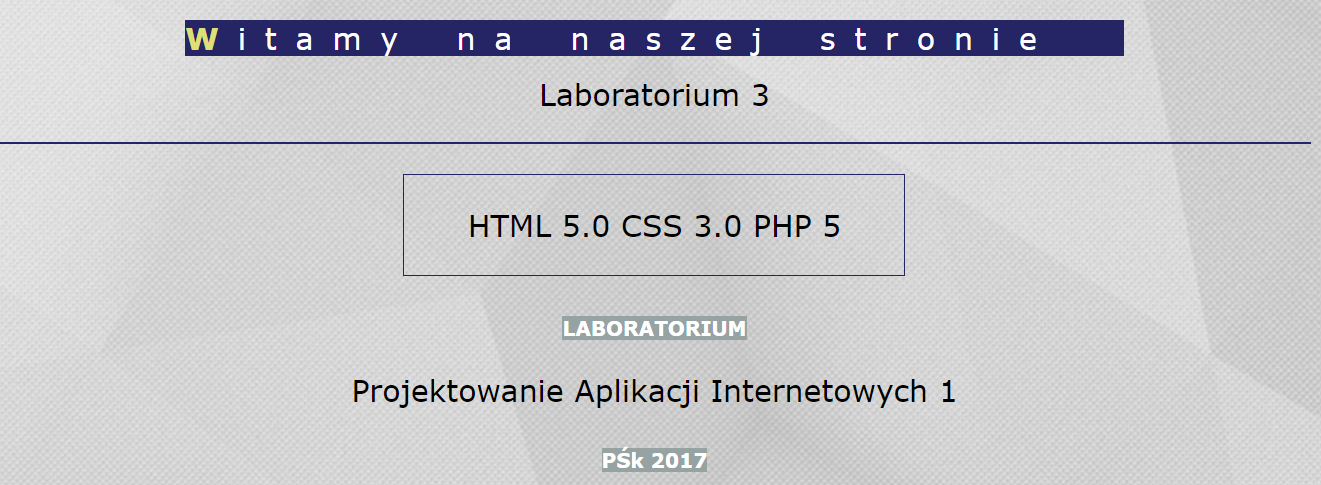 Witamy na naszej stronie
Laboratorium 3
HTML 5.0 CSS 3.0 PHP 5
LABORATORIUM
Projektowanie Aplikacji Internetowych 1
PŚk 2017